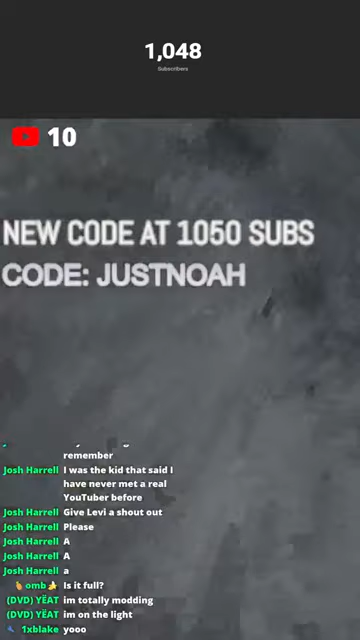 1,048
Subscribers
10
NEW CODE AT 1050 SUBS
CODE: JUSTNOAH
remember
Josh Harrell I was the kid that said I
have never met a real
YouTuber before
Josh Harrell Give Levi a shout out
Josh Harrell Please
Josh Harrell A
Josh Harrell A
Josh Harrell a
omb Is it full?
(DVD) YËAT im totally modding
(DVD) YËAT im on the light
1xblake yooo